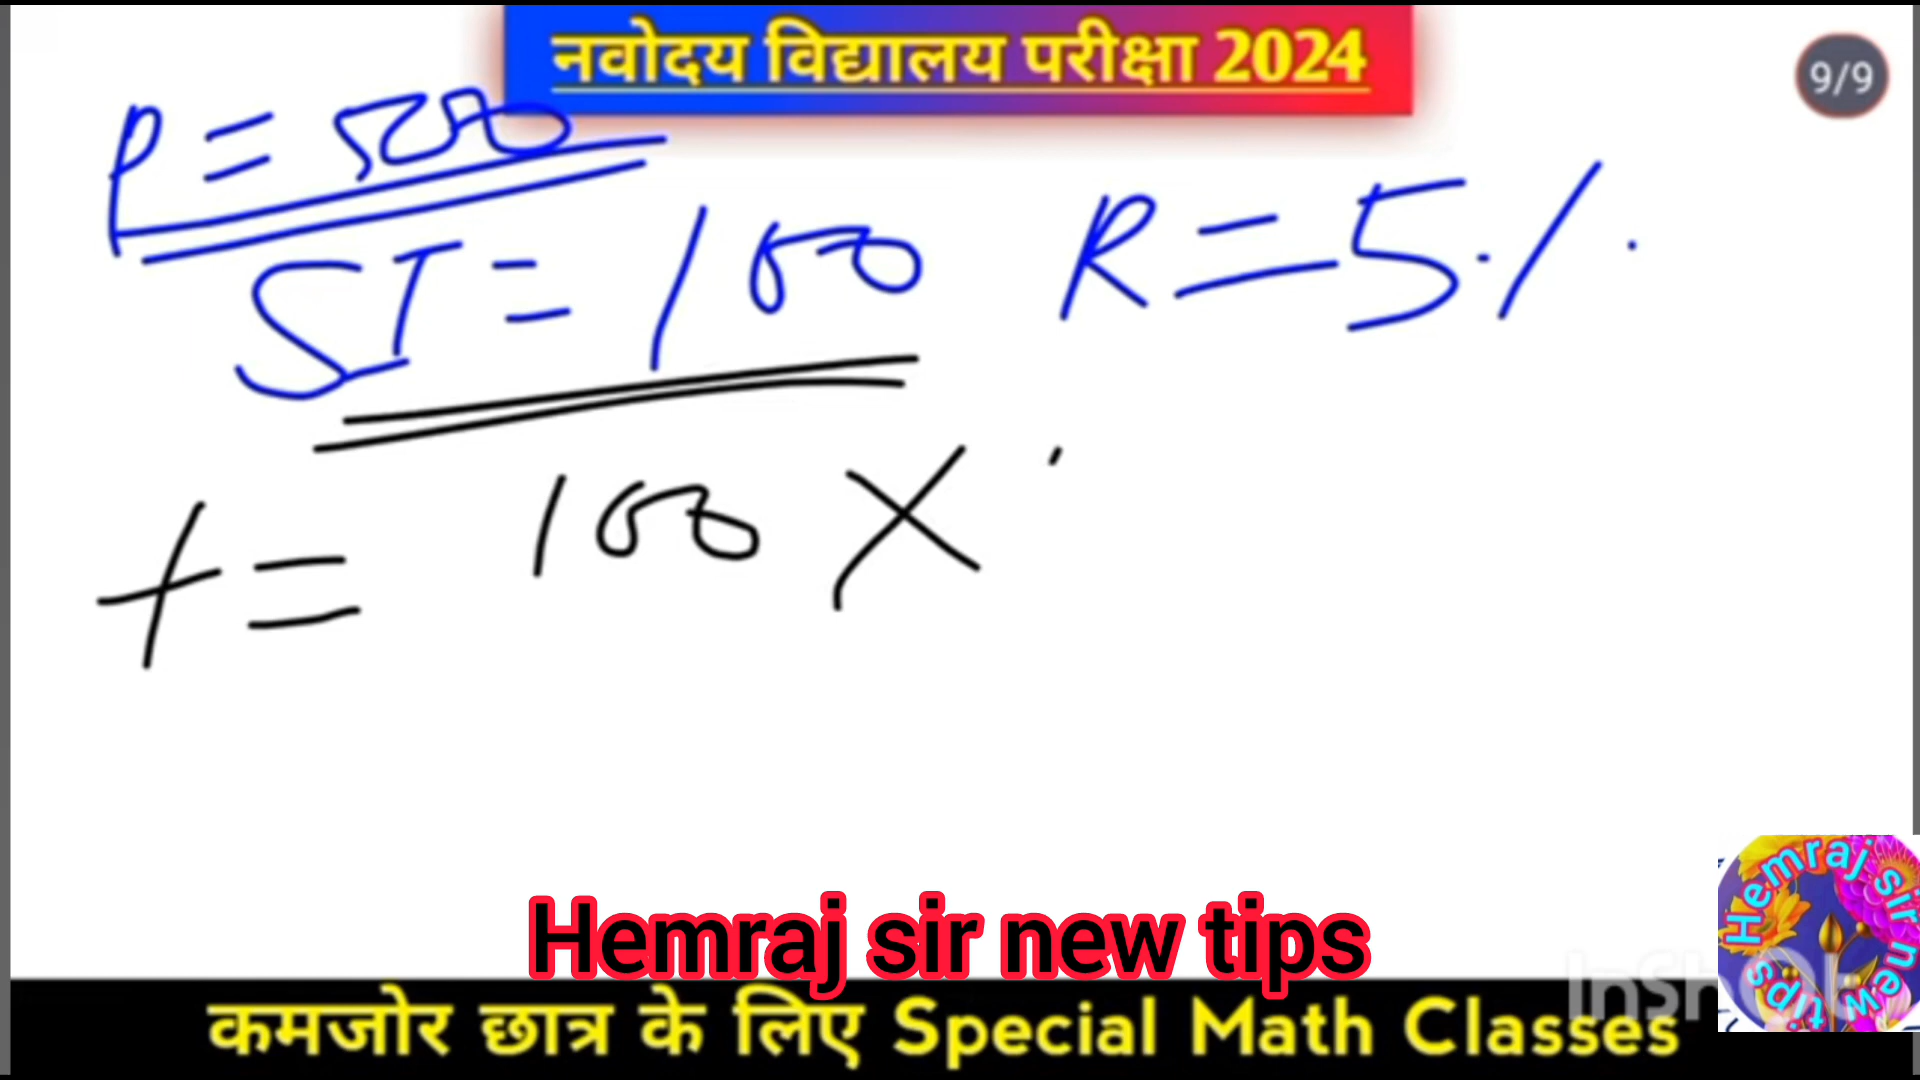 नवोदय विद्यालय परीक्षा 2024
9/9
P = 500
SI = 100 R = 5.%.
t = 100 X
Hemraj sir new tips
InSh
Hemraj sir new tips
कमजोर छात्र के लिए Special Math Classes